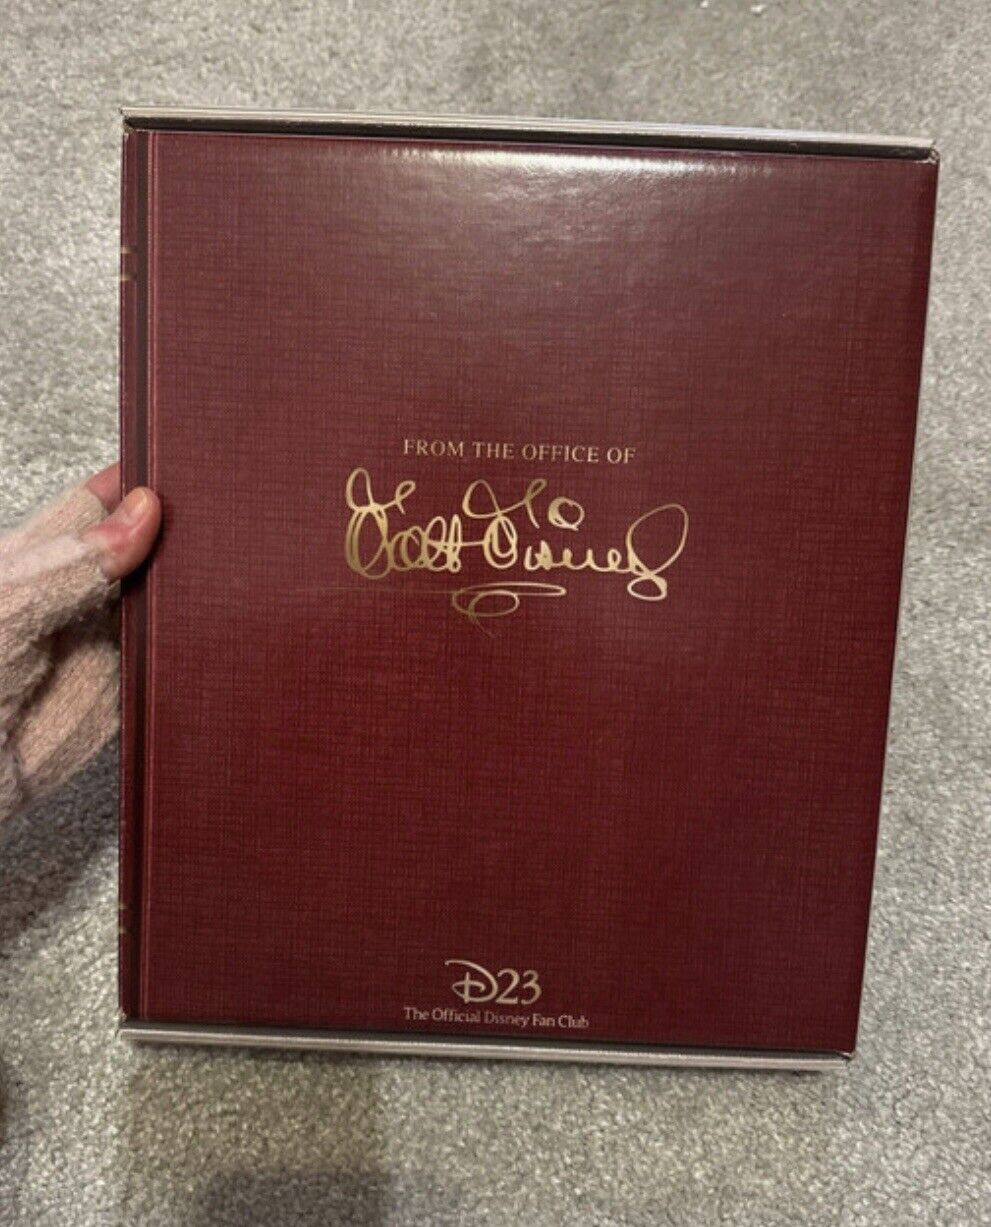 FROM THE OFFICE OF
Walt Disney
D23
The Official Disney Fan Club